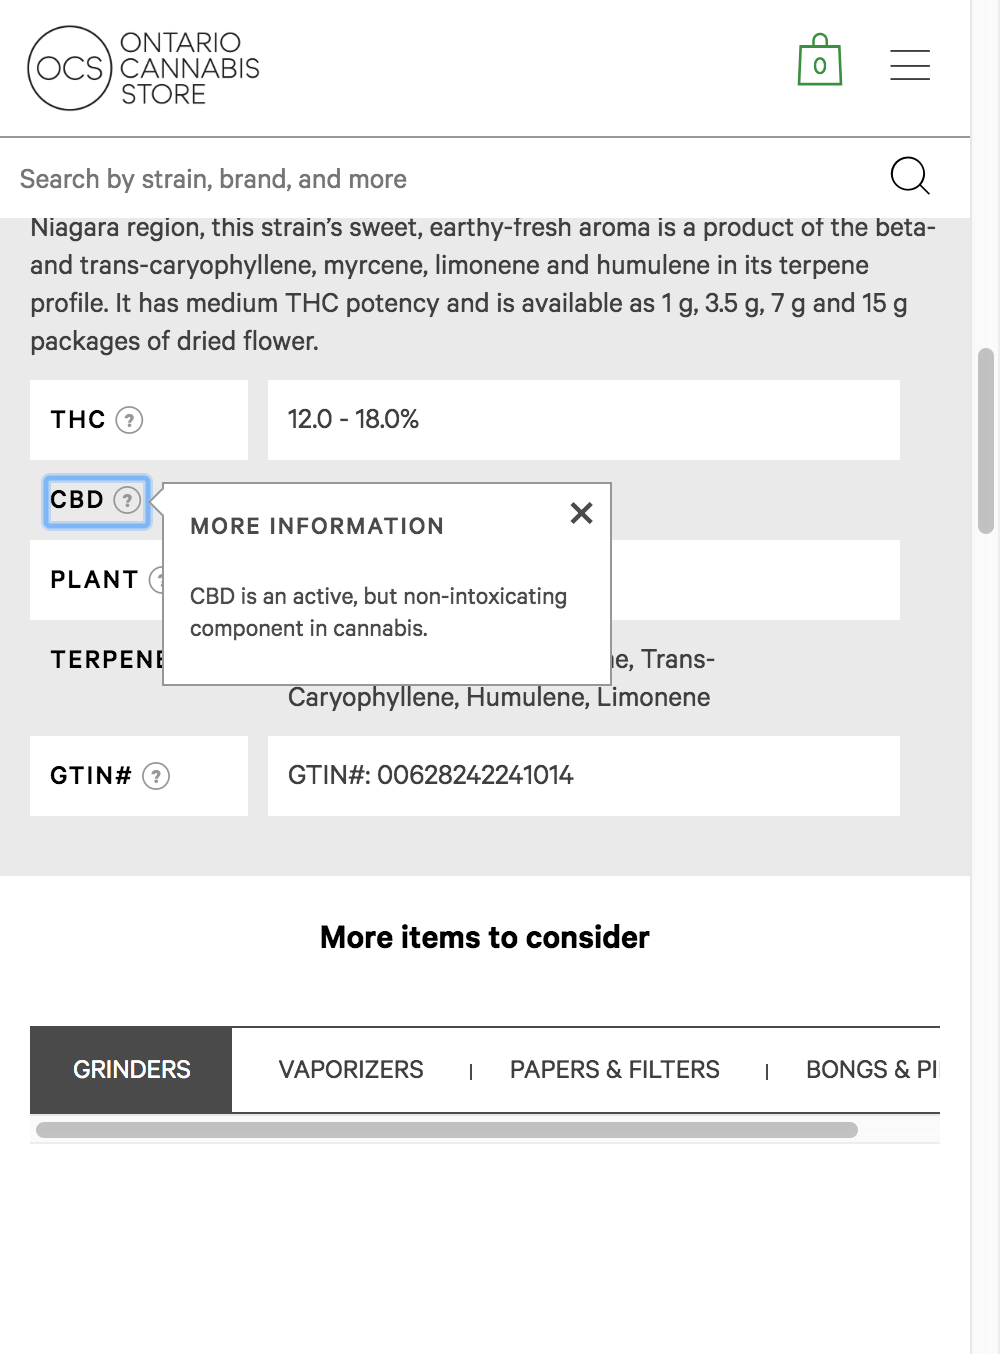 OCS
ONTARIO
CANNABIS
STORE
0
Search by strain, brand, and more
Niagara region, this strain’s sweet, earthy-fresh aroma is a product of the beta-
and trans-caryophyllene, myrcene, limonene and humulene in its terpene
profile. It has medium THC potency and is available as 1 g, 3.5 g, 7 g and 15 g
packages of dried flower.
THC ?
12.0 - 18.0%
CBD ?
MORE INFORMATION
CBD is an active, but non-intoxicating
component in cannabis.
PLANT
TERPENE
Trans-
Caryophyllene, Humulene, Limonene
GTIN# ?
GTIN#: 00628242241014
More items to consider
GRINDERS
VAPORIZERS | PAPERS & FILTERS | BONGS &